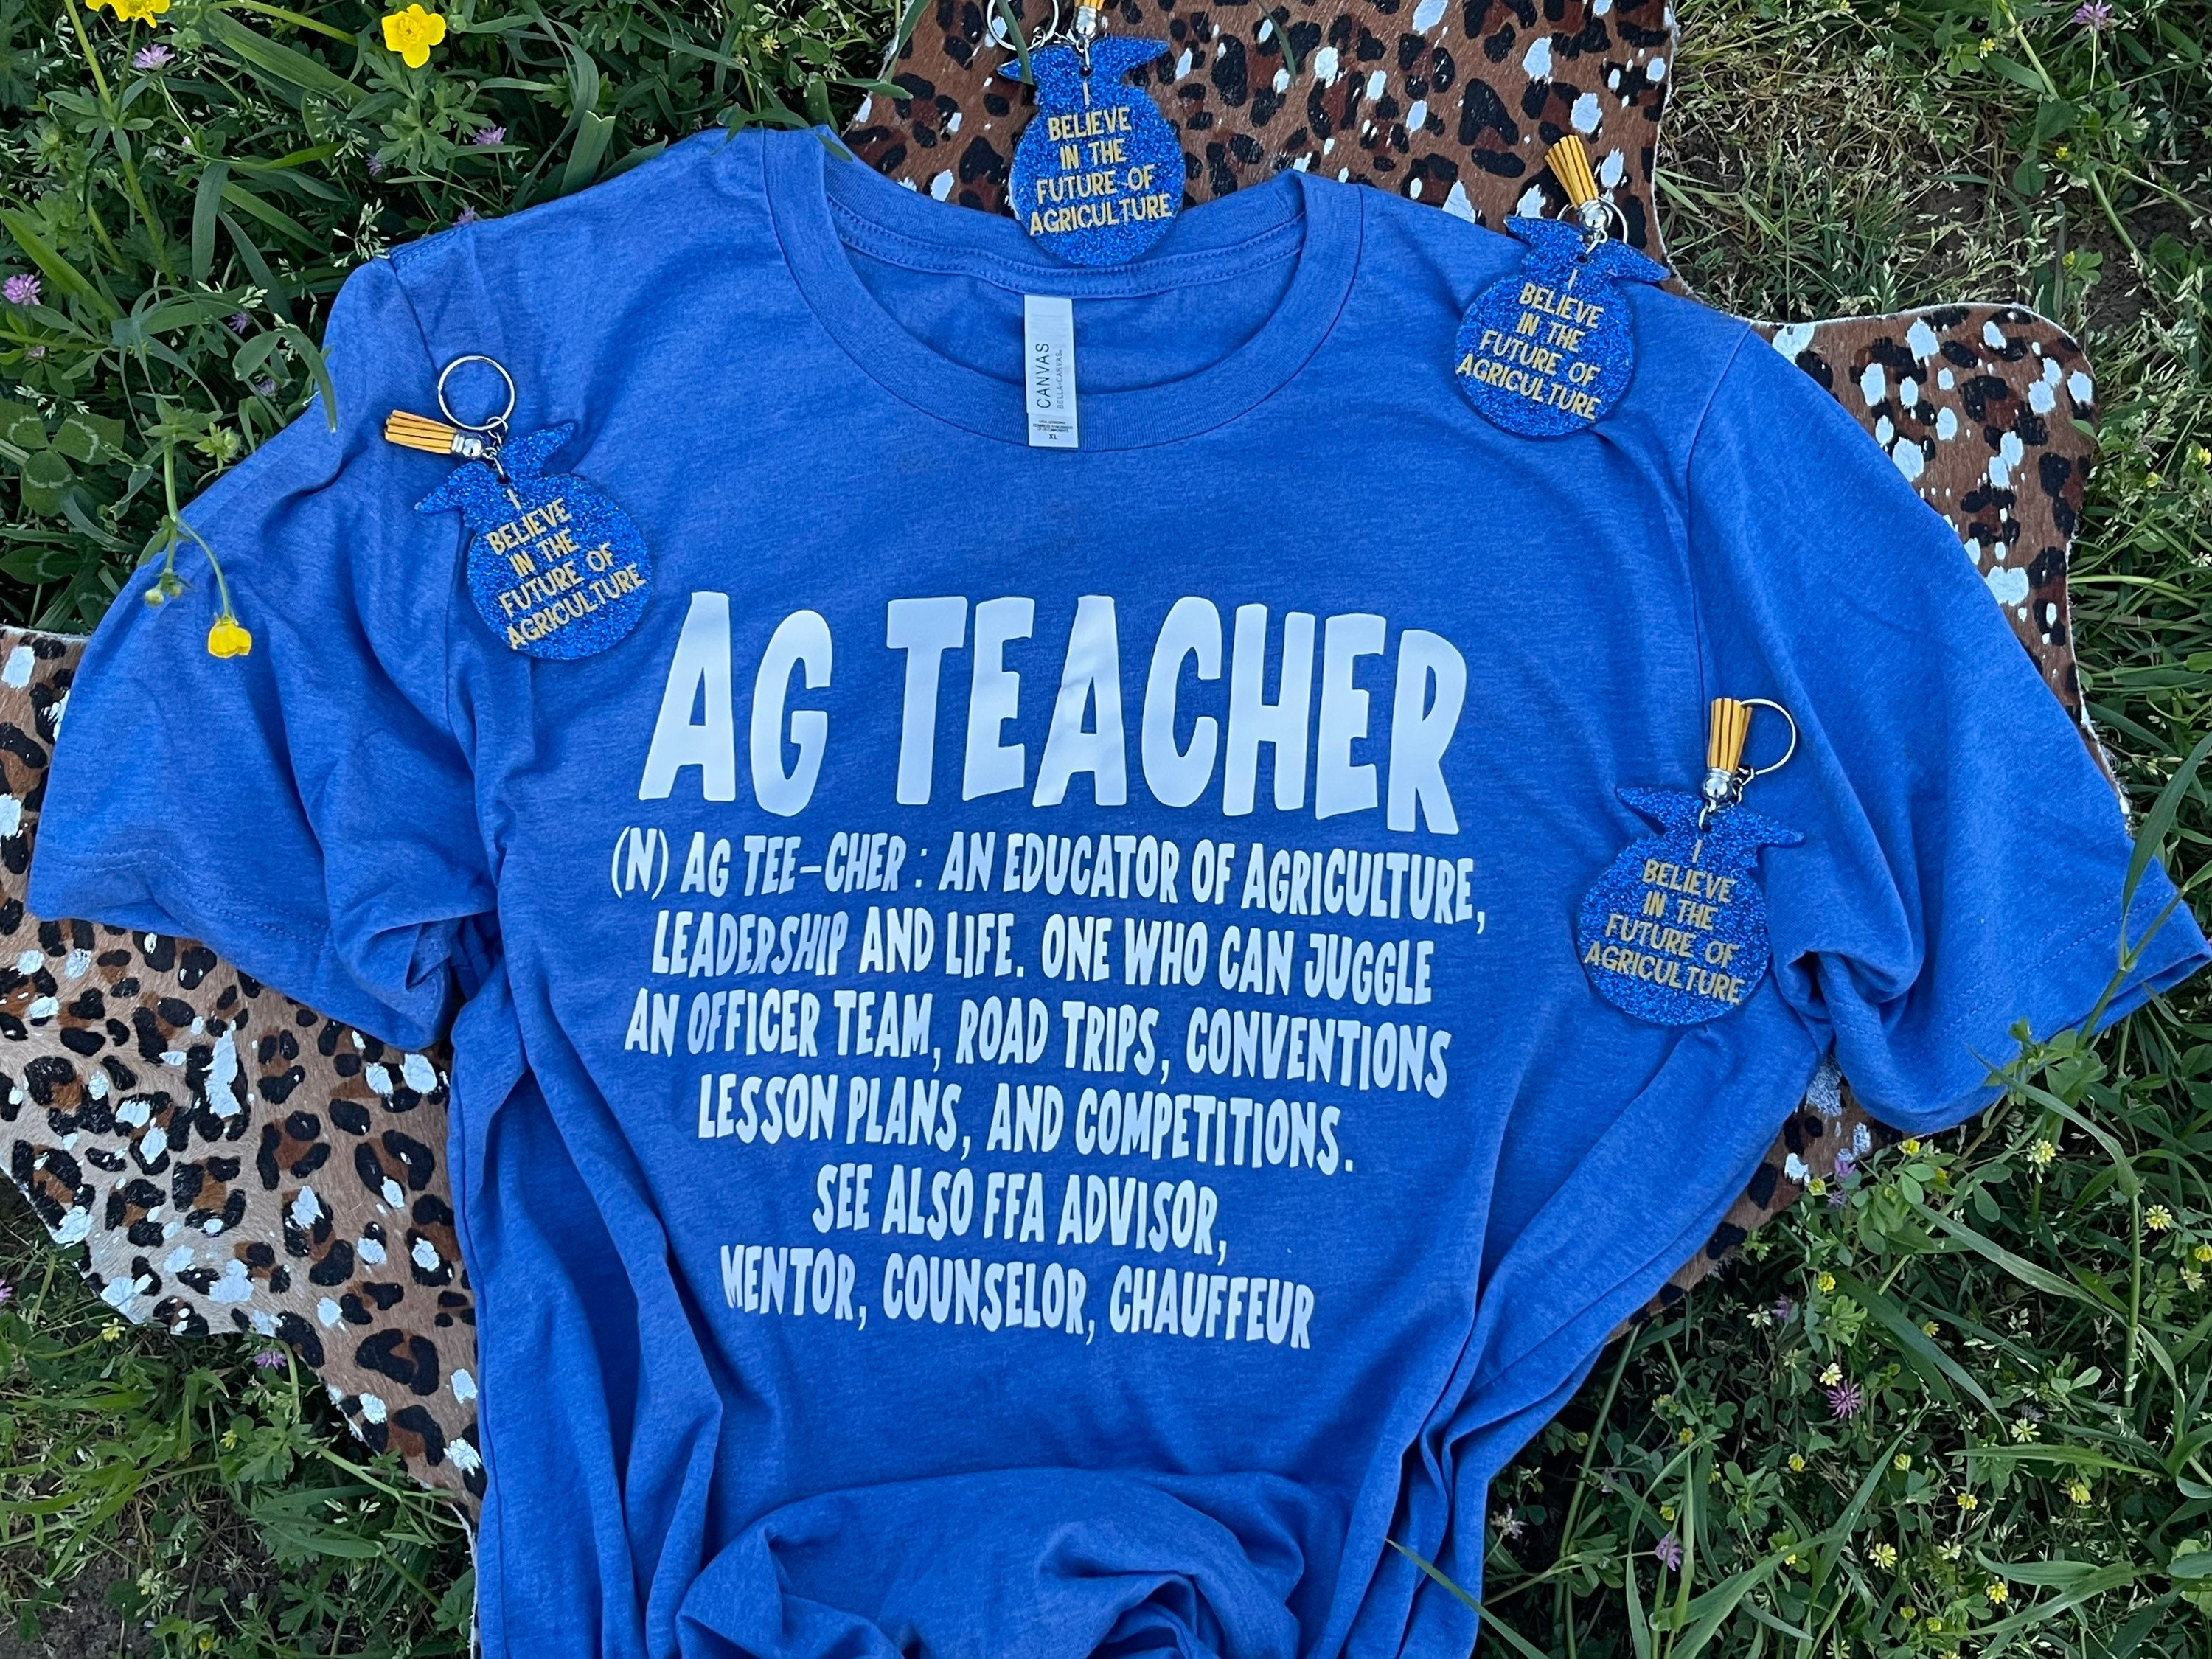 I
BELIEVE
IN THE
FUTURE OF
AGRICULTURE
I
BELIEVE
IN THE
FUTURE OF
AGRICULTURE
CANVAS
BELLA+CANVAS
XL
I
BELIEVE
IN THE
FUTURE OF
AGRICULTURE
AG TEACHER
(N) AG TEE-CHER : AN EDUCATOR OF AGRICULTURE,
LEADERSHIP AND LIFE. ONE WHO CAN JUGGLE
AN OFFICER TEAM, ROAD TRIPS, CONVENTIONS
LESSON PLANS, AND COMPETITIONS.
SEE ALSO FFA ADVISOR,
MENTOR, COUNSELOR, CHAUFFEUR
I
BELIEVE
IN THE
FUTURE OF
AGRICULTURE